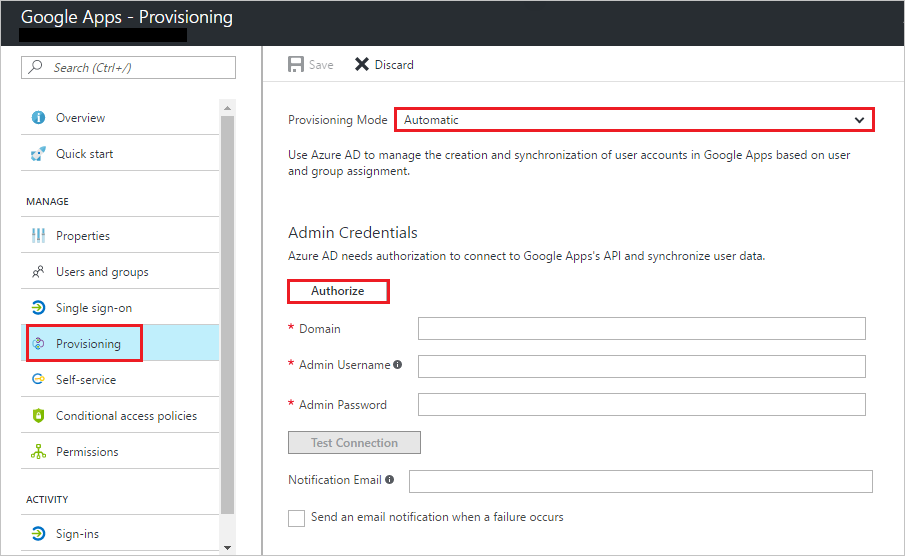 Google Apps - Provisioning
Search (Ctrl+/)
Overview
Quick start
MANAGE
Properties
Users and groups
Single sign-on
Provisioning
Self-service
Conditional access policies
Permissions
ACTIVITY
Sign-ins
Save
Discard
Provisioning Mode
Automatic
Use Azure AD to manage the creation and synchronization of user accounts in Google Apps based on user
and group assignment.
Admin Credentials
Azure AD needs authorization to connect to Google Apps's API and synchronize user data.
Authorize
* Domain
* Admin Username
* Admin Password
Test Connection
Notification Email
Send an email notification when a failure occurs